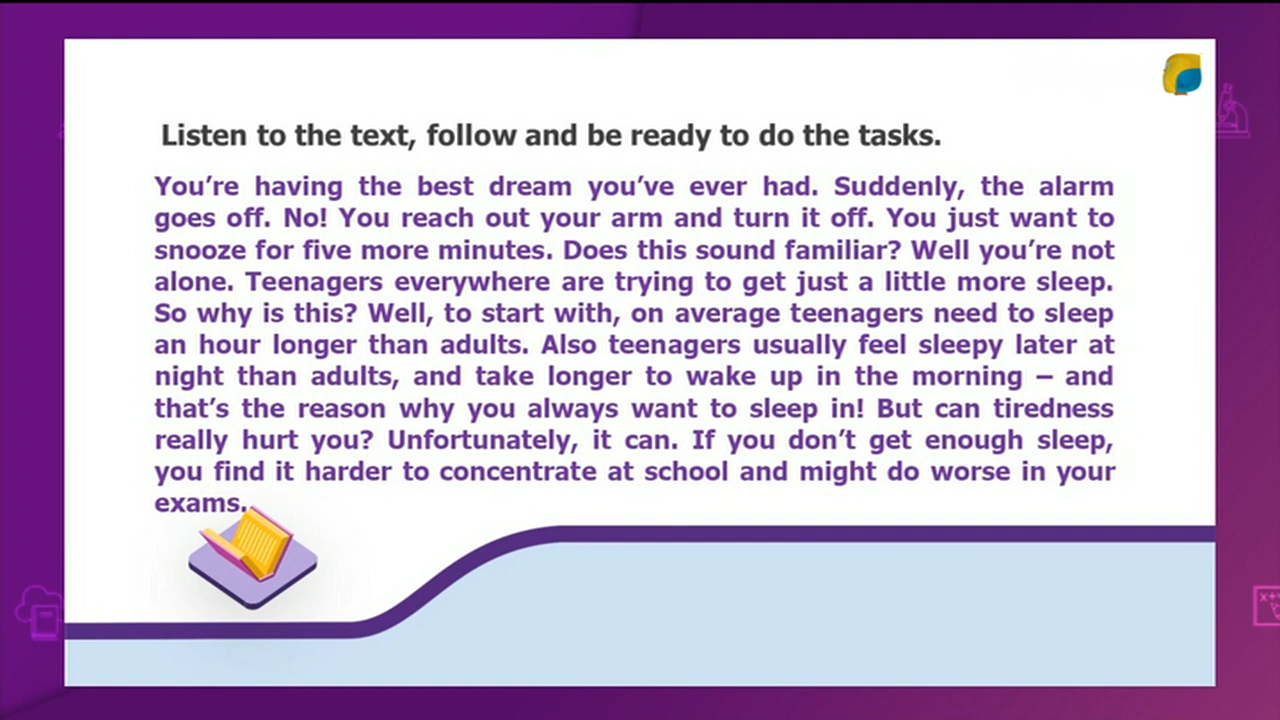 Listen to the text, follow and be ready to do the tasks.
You’re having the best dream you’ve ever had. Suddenly, the alarm
goes off. No! You reach out your arm and turn it off. You just want to
snooze for five more minutes. Does this sound familiar? Well you’re not
alone. Teenagers everywhere are trying to get just a little more sleep.
So why is this? Well, to start with, on average teenagers need to sleep
an hour longer than adults. Also teenagers usually feel sleepy later at
night than adults, and take longer to wake up in the morning – and
that’s the reason why you always want to sleep in! But can tiredness
really hurt you? Unfortunately, it can. If you don’t get enough sleep,
you find it harder to concentrate at school and might do worse in your
exams.